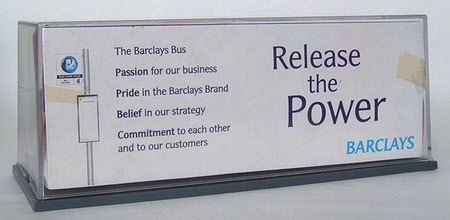 The Barclays Bus
Passion for our business
Pride in the Barclays Brand
Belief in our strategy
Commitment to each other
and to our customers
Release
the
Power
BARCLAYS